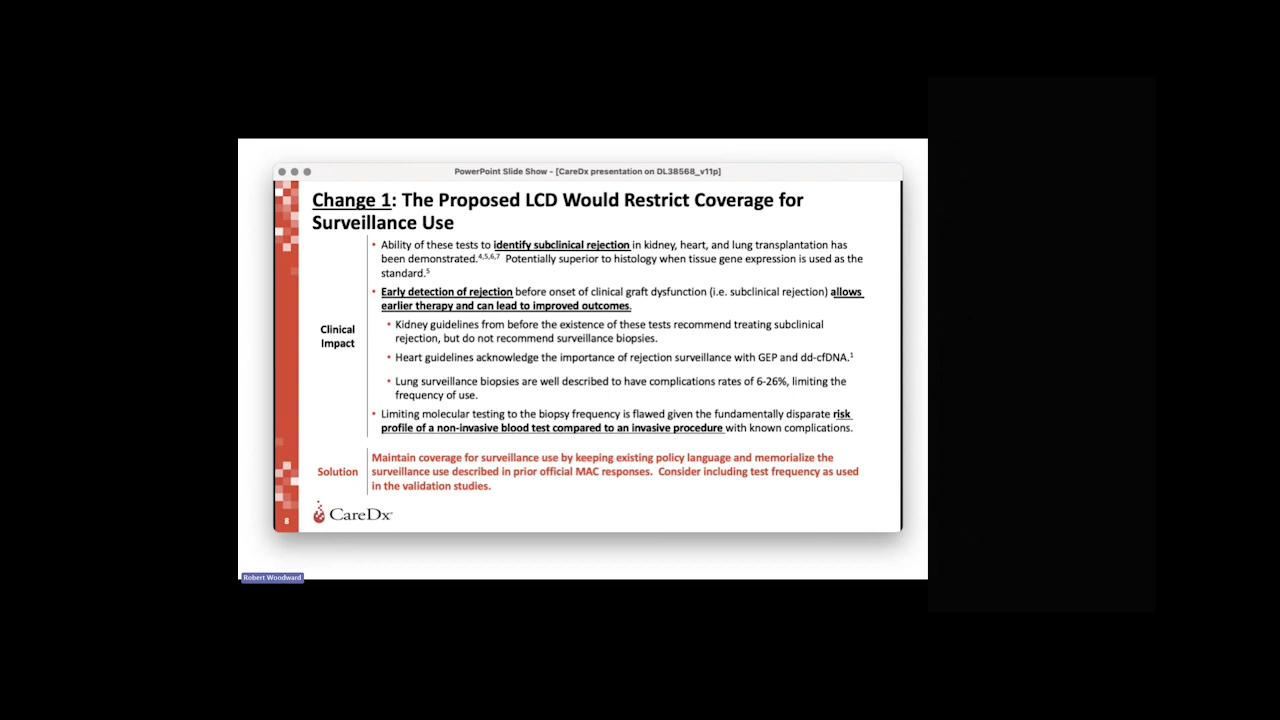 PowerPoint Slide Show - [CareDx presentation on DL38568_v11p]
Change 1: The Proposed LCD Would Restrict Coverage for
Surveillance Use
Clinical
Impact
• Ability of these tests to identify subclinical rejection in kidney, heart, and lung transplantation has
been demonstrated.4,5,6,7 Potentially superior to histology when tissue gene expression is used as the
standard.5
• Early detection of rejection before onset of clinical graft dysfunction (i.e. subclinical rejection) allows
earlier therapy and can lead to improved outcomes.
• Kidney guidelines from before the existence of these tests recommend treating subclinical
rejection, but do not recommend surveillance biopsies.
• Heart guidelines acknowledge the importance of rejection surveillance with GEP and dd-cfDNA.1
• Lung surveillance biopsies are well described to have complications rates of 6-26%, limiting the
frequency of use.
• Limiting molecular testing to the biopsy frequency is flawed given the fundamentally disparate risk
profile of a non-invasive blood test compared to an invasive procedure with known complications.
Solution
Maintain coverage for surveillance use by keeping existing policy language and memorialize the
surveillance use described in prior official MAC responses. Consider including test frequency as used
in the validation studies.
8
CareDx
Robert Woodward